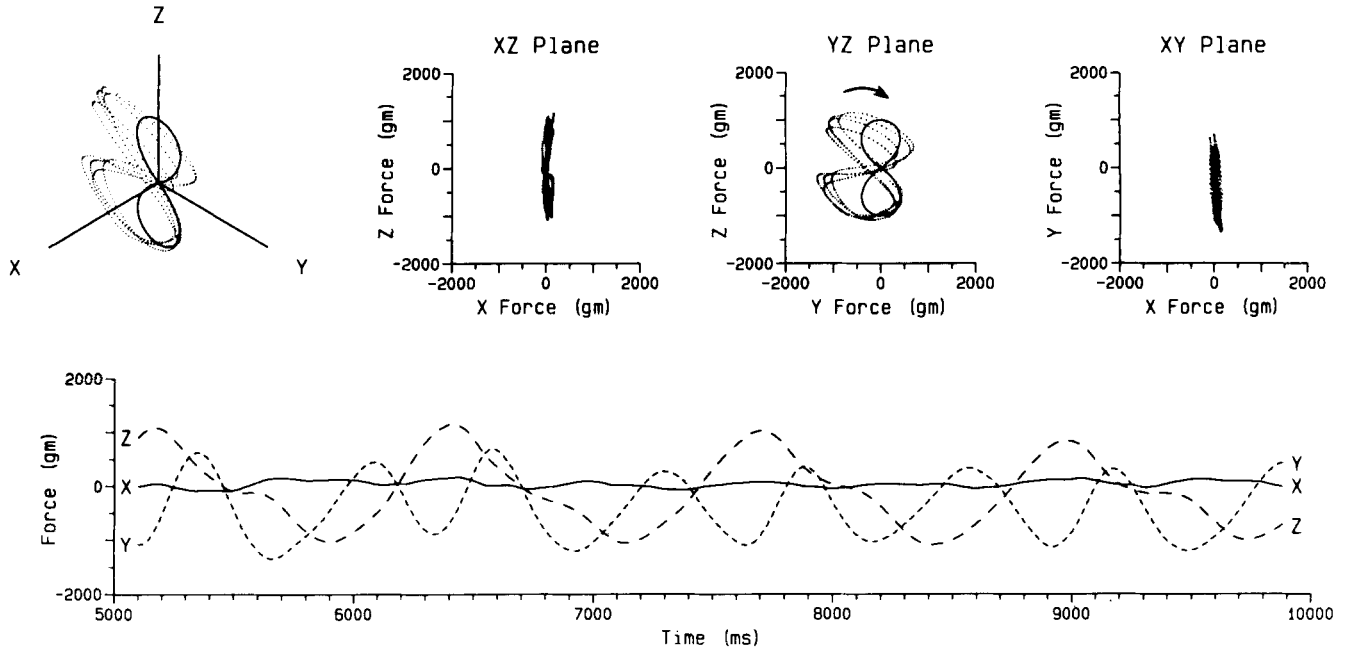 Z
X
Y
XZ Plane
2000
0
-2000
Z Force (gm)
-2000 0 2000
X Force (gm)
YZ Plane
2000
0
-2000
Z Force (gm)
-2000 0 2000
Y Force (gm)
XY Plane
2000
0
-2000
Y Force (gm)
-2000 0 2000
X Force (gm)
2000
0
-2000
Force (gm)
Z
X
Y
Y
X
Z
5000 6000 7000 8000 9000 10000
Time (ms)